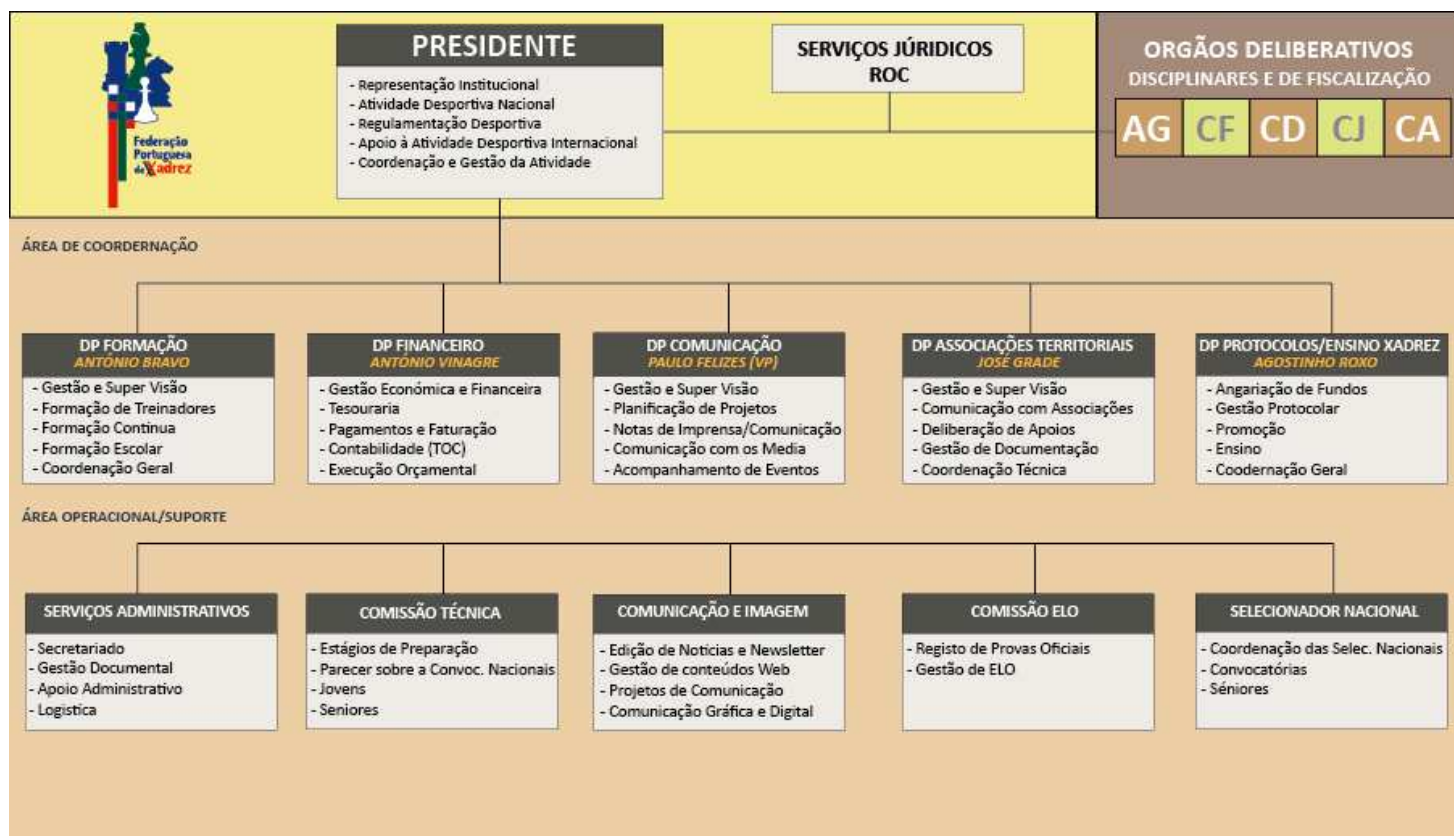 Federação
Portuguesa
de Xadrez
PRESIDENTE
- Representação Institucional
- Atividade Desportiva Nacional
- Regulamentação Desportiva
- Apoio à Atividade Desportiva Internacional
- Coordenação e Gestão da Atividade
SERVIÇOS JÚRIDICOS
ROC
ORGÃOS DELIBERATIVOS
DISCIPLINARES E DE FISCALIZAÇÃO
AG CF CD CJ CA
ÁREA DE COORDERNAÇÃO
DP FORMAÇÃO
ANTÓNIO BRAVO
- Gestão e Super Visão
- Formação de Treinadores
- Formação Contìnua
- Formação Escolar
- Coordenação Geral
DP FINANCEIRO
ANTÓNIO VINAGRE
- Gestão Económica e Financeira
- Tesouraria
- Pagamentos e Faturação
- Contabilidade (TOC)
- Execução Orçamental
DP COMUNICAÇÃO
PAULO FELIZES (VP)
- Gestão e Super Visão
- Planificação de Projetos
- Notas de Imprensa/Comunicação
- Comunicação com os Media
- Acompanhamento de Eventos
DP ASSOCIAÇÕES TERRITORIAIS
JOSÉ GRADE
- Gestão e Super Visão
- Comunicação com Associações
- Deliberação de Apoios
- Gestão de Documentação
- Coordenação Técnica
DP PROTOCOLOS/ENSINO XADREZ
AGOSTINHO ROXO
- Angariação de Fundos
- Gestão Protocolar
- Promoção
- Ensino
- Coodernação Geral
ÁREA OPERACIONAL/SUPORTE
SERVIÇOS ADMINISTRATIVOS
- Secretariado
- Gestão Documental
- Apoio Administrativo
- Logistica
COMISSÃO TÉCNICA
- Estágios de Preparação
- Parecer sobre a Convoc. Nacionais
- Jovens
- Seniores
COMUNICAÇÃO E IMAGEM
- Edição de Noticias e Newsletter
- Gestão de conteúdos Web
- Projetos de Comunicação
- Comunicação Gráfica e Digital
COMISSÃO ELO
- Registo de Provas Oficiais
- Gestão de ELO
SELECIONADOR NACIONAL
- Coordenação das Selec. Nacionais
- Convocatórias
- Séniores